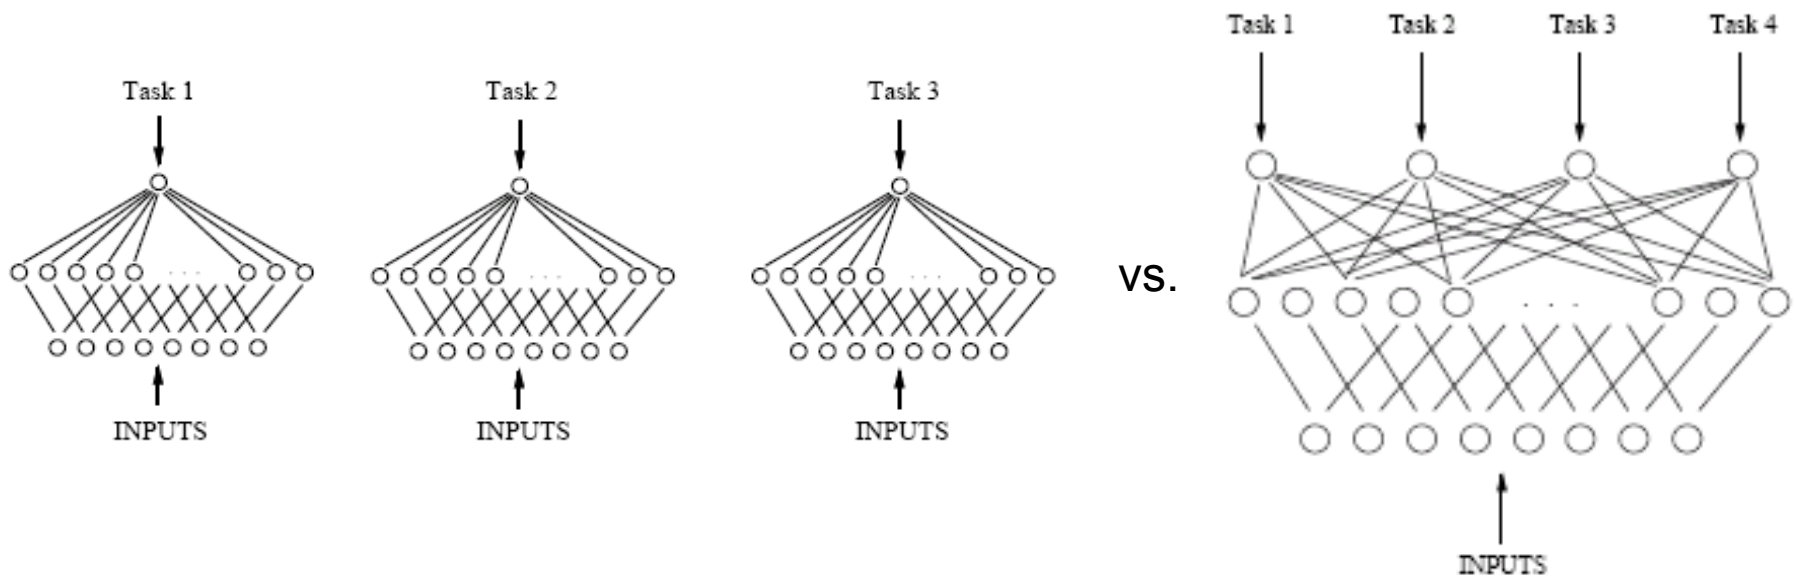 Task 1 Task 2 Task 3 Task 4
Task 1 Task 2 Task 3
. . . . . . . . .
vs.
. . . .
INPUTS INPUTS INPUTS
INPUTS